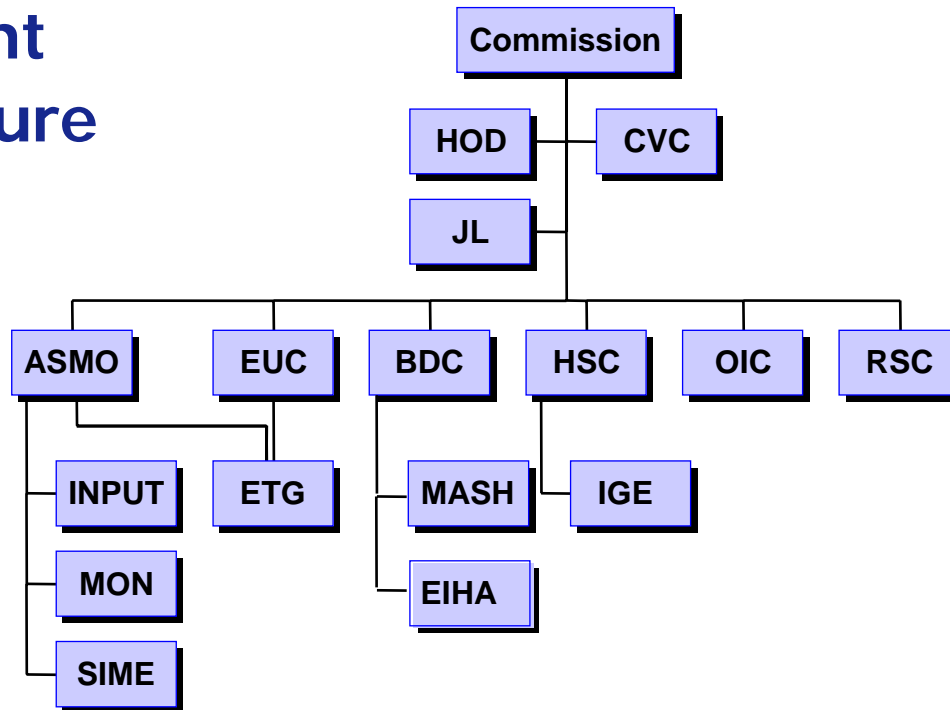 nt
ure
Commission
HOD
CVC
JL
ASMO
EUC
BDC
HSC
OIC
RSC
INPUT
ETG
MASH
IGE
MON
EIHA
SIME